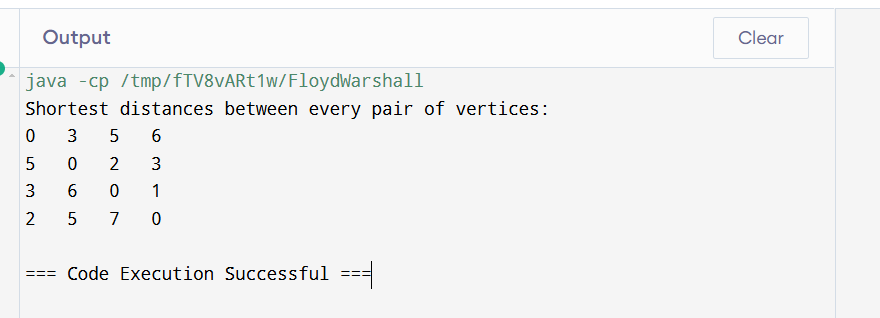 Output
Clear
java -cp /tmp/fTV8vARt1w/FloydWarshall
Shortest distances between every pair of vertices:
0   3   5   6
5   0   2   3
3   6   0   1
2   5   7   0
=== Code Execution Successful ===